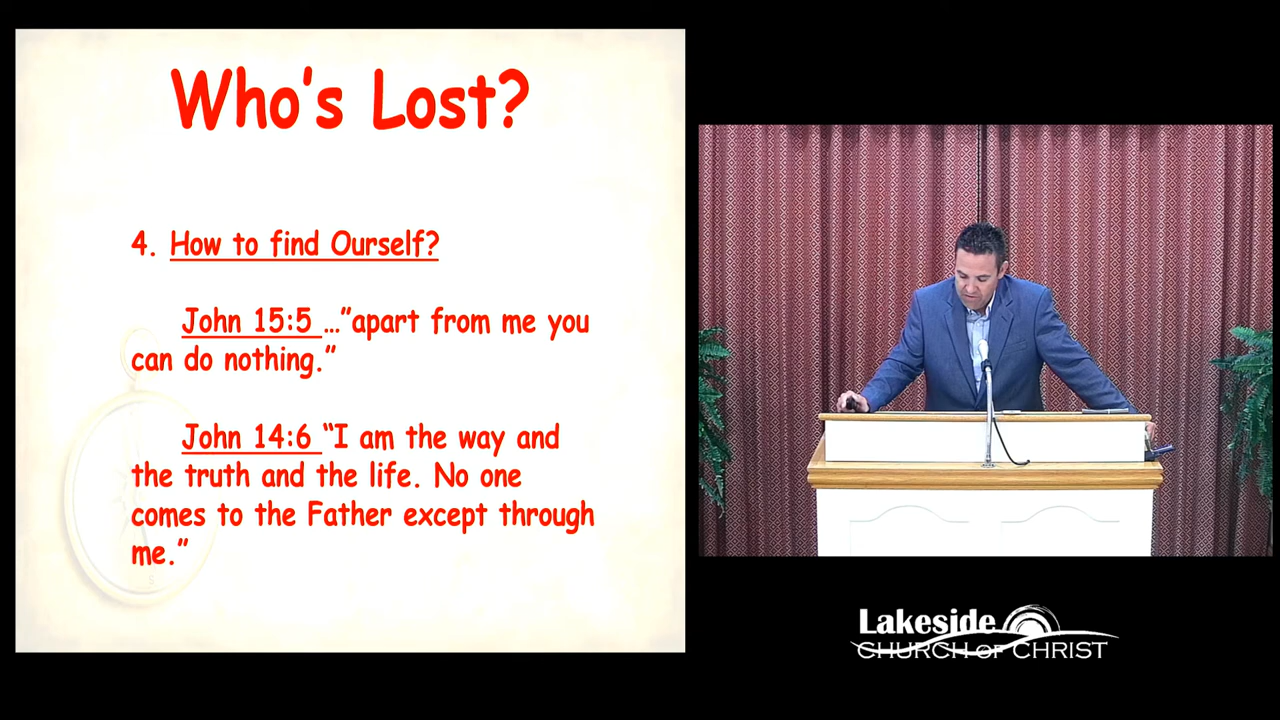 Who's Lost?
4. How to find Ourself?
John 15:5 …”apart from me you
can do nothing.”
John 14:6 “I am the way and
the truth and the life. No one
comes to the Father except through
me.”
Lakeside
CHURCH OF CHRIST